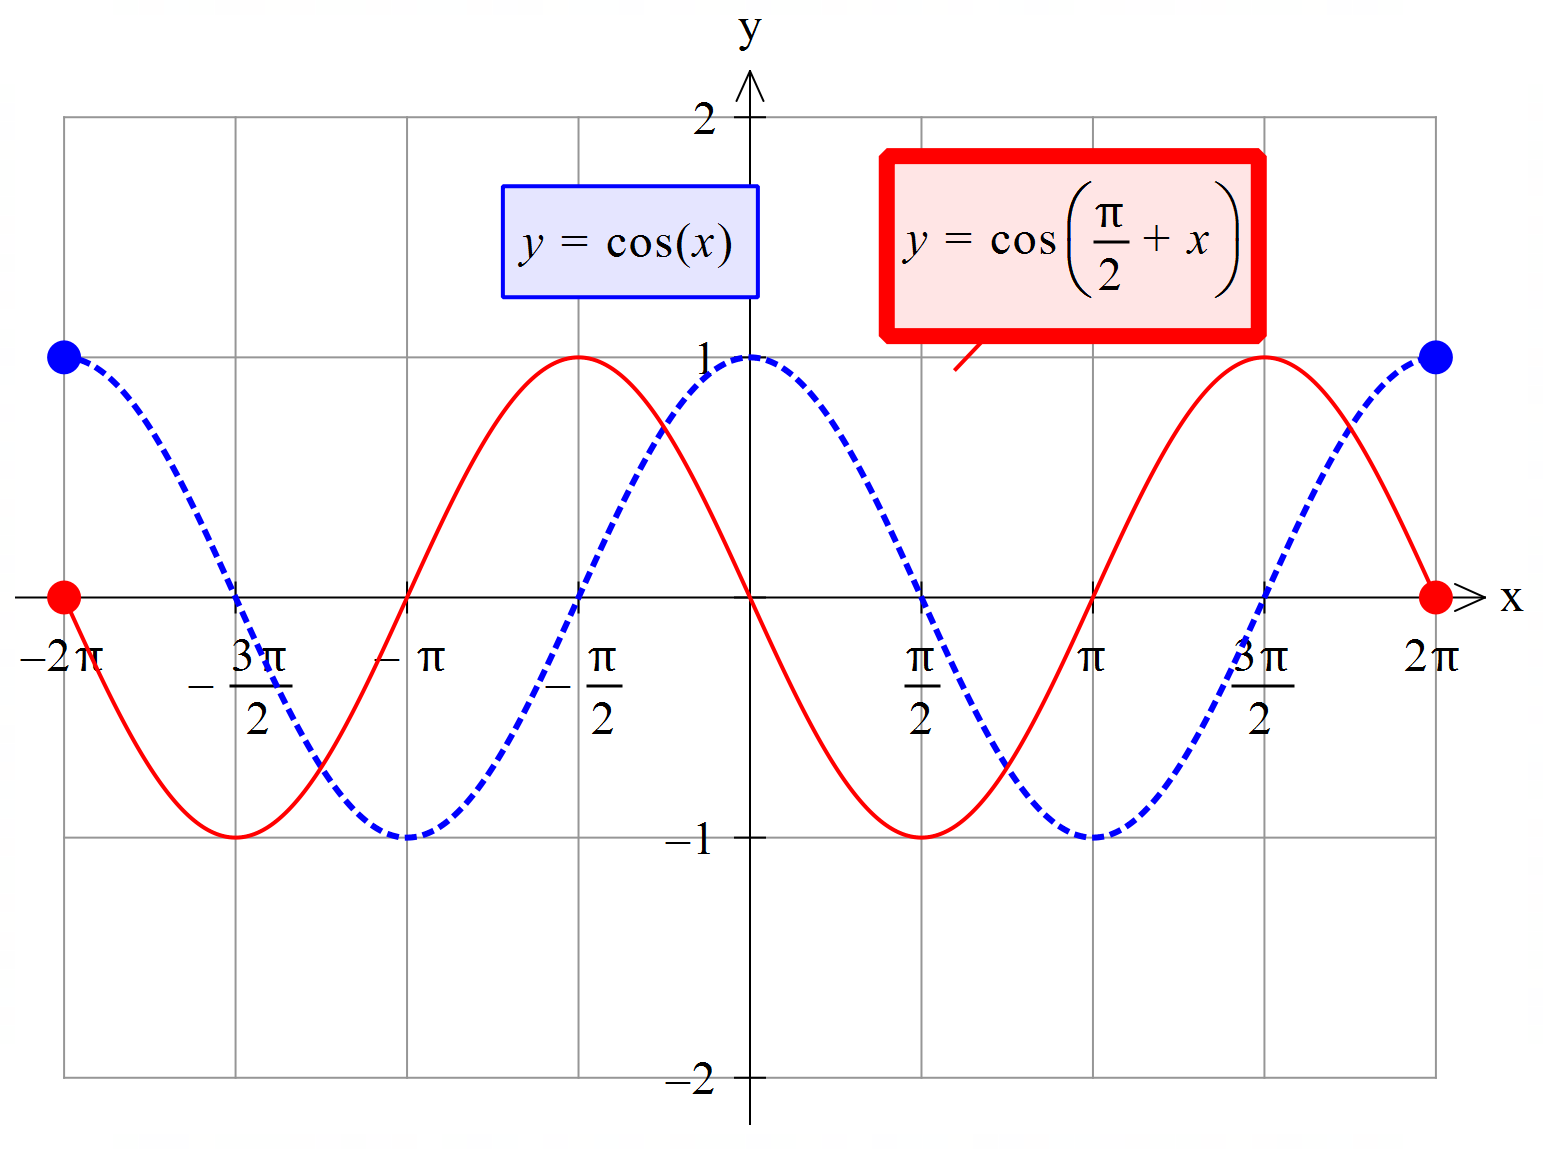 y
2
y = cos(x)
y = cos(π/2 + x)
1
x
−2π
− 3π/2
− π
− π/2
π/2
π
3π/2
2π
−1
−2